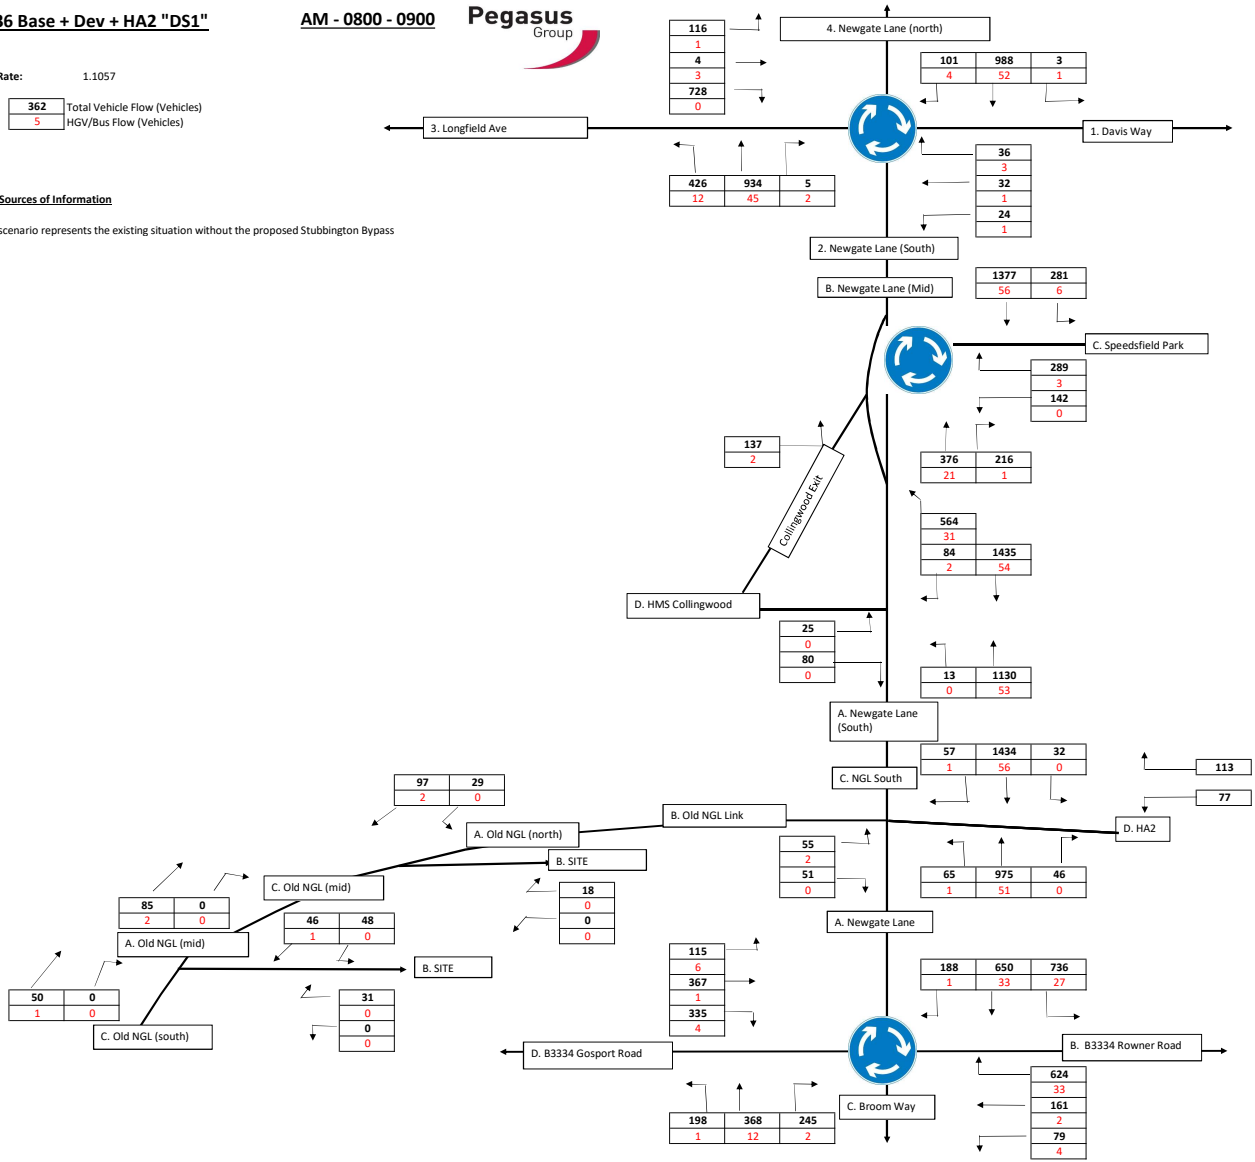 36 Base + Dev + HA2 "DS1"
AM - 0800 - 0900
Pegasus
Group
Rate: 1.1057
362 Total Vehicle Flow (Vehicles)
5 HGV/Bus Flow (Vehicles)
Sources of Information
scenario represents the existing situation without the proposed Stubbington Bypass
116
1
4
3
728
0
4. Newgate Lane (north)
101 988 3
4 52 1
3. Longfield Ave
1. Davis Way
426 934 5
12 45 2
36
3
32
1
24
1
2. Newgate Lane (South)
B. Newgate Lane (Mid)
1377 281
56 6
C. Speedsfield Park
289
3
142
0
137
2
376 216
21 1
Collingwood Exit
564
31
84 1435
2 54
D. HMS Collingwood
25
0
80
0
13 1130
0 53
A. Newgate Lane
(South)
57 1434 32
1 56 0
C. NGL South
113
77
97 29
2 0
B. Old NGL Link
A. Old NGL (north)
D. HA2
55
2
51
0
65 975 46
1 51 0
B. SITE
C. Old NGL (mid)
18
0
0
0
85 0
2 0
46 48
1 0
A. Newgate Lane
A. Old NGL (mid)
B. SITE
115
6
367
1
335
4
188 650 736
1 33 27
50 0
1 0
31
0
0
0
C. Old NGL (south)
D. B3334 Gosport Road
B. B3334 Rowner Road
624
33
161
2
79
4
C. Broom Way
198 368 245
1 12 2